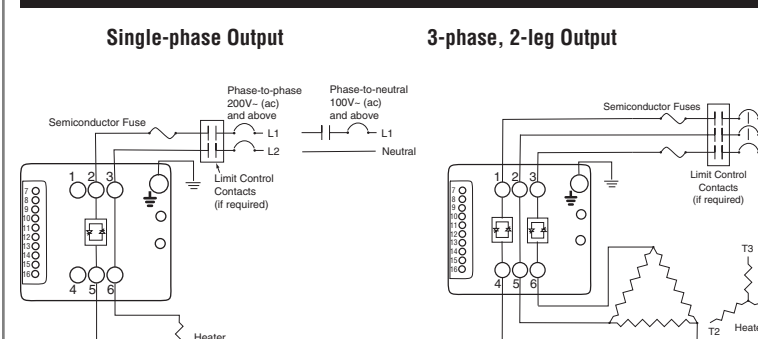 Single-phase Output
3-phase, 2-leg Output
Phase-to-phase
200V~ (ac)
and above
Phase-to-neutral
100V~ (ac)
and above
Semiconductor Fuse
L1
L2
L1
Neutral
Limit Control
Contacts
(if required)
1 2 3
7
8
9
10
11
12
13
14
15
16
4 5 6
Heater
Semiconductor Fuses
Limit Control
Contacts
(if required)
1 2 3
7
8
9
10
11
12
13
14
15
16
4 5 6
T3
T2